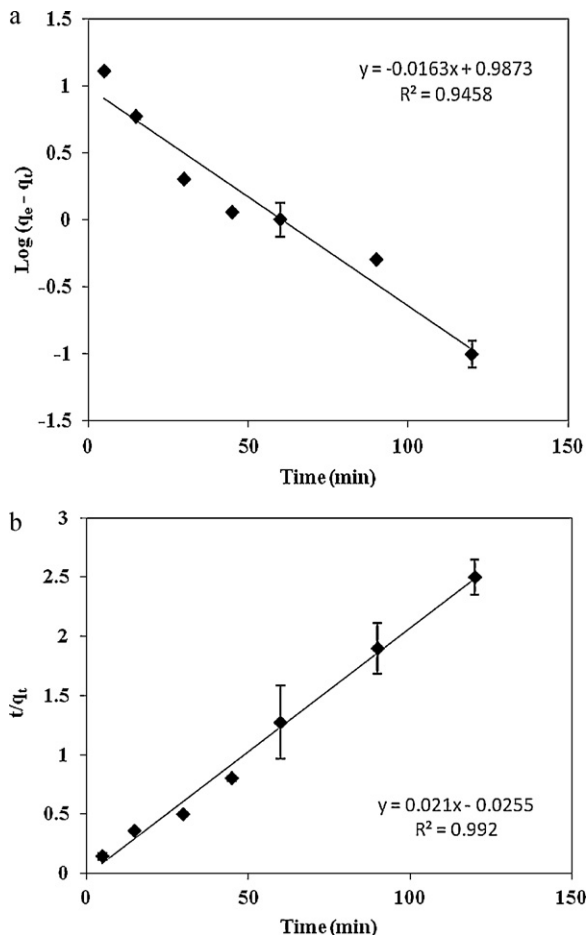 a
1.5
1
0.5
0
-0.5
-1
-1.5
Log (qₑ - qₜ)
y = -0.0163x + 0.9873
R² = 0.9458
0 50 100 150
Time (min)
b
3
2.5
2
1.5
1
0.5
0
t/qₜ
y = 0.021x - 0.0255
R² = 0.992
0 50 100 150
Time (min)